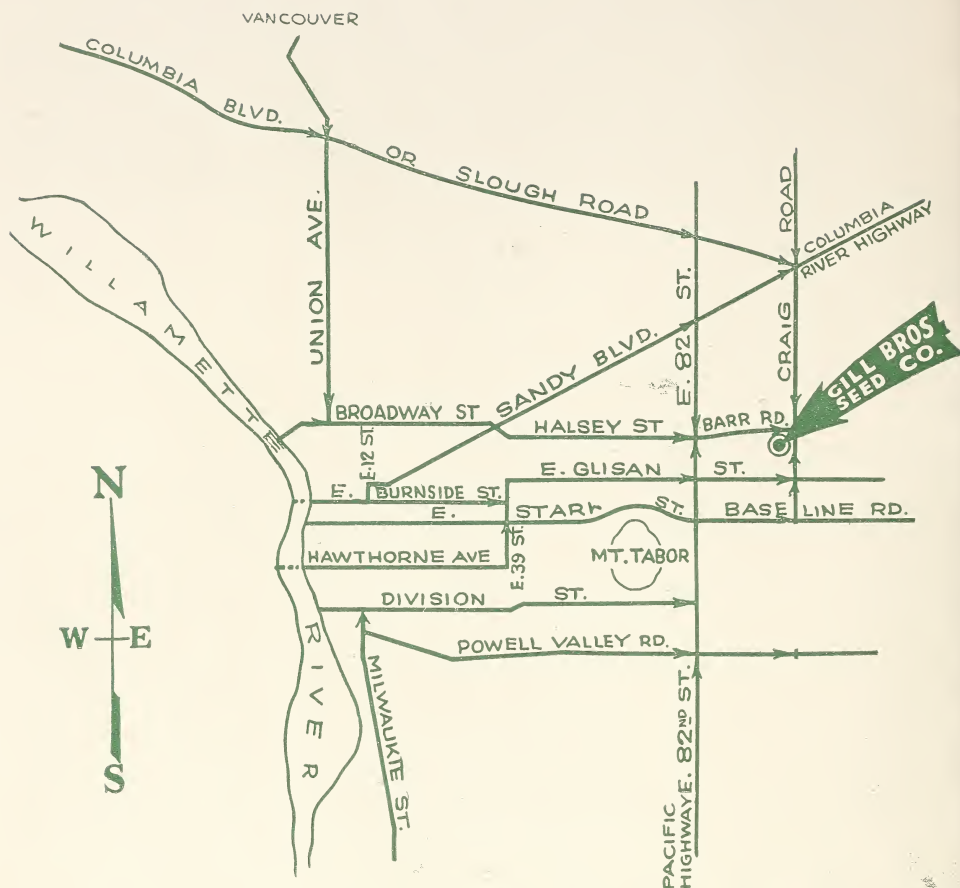 VANCOUVER
COLUMBIA BLVD.
OR SLOUGH ROAD
WILLAMETTE
RIVER
UNION AVE.
SANDY BLVD.
E. 82 ST.
CRAIG ROAD
COLUMBIA
RIVER HIGHWAY
GILL BROS
SEED CO.
BROADWAY ST
HALSEY ST
BARR RD.
E. 12 ST.
E. GLISAN ST.
E. BURNSIDE ST.
E. STARK ST.
BASE LINE RD.
HAWTHORNE AVE
E. 39 ST.
MT. TABOR
DIVISION ST.
POWELL VALLEY RD.
MILWAUKIE ST.
PACIFIC
HIGHWAY E. 82ND ST.
N
W E
S